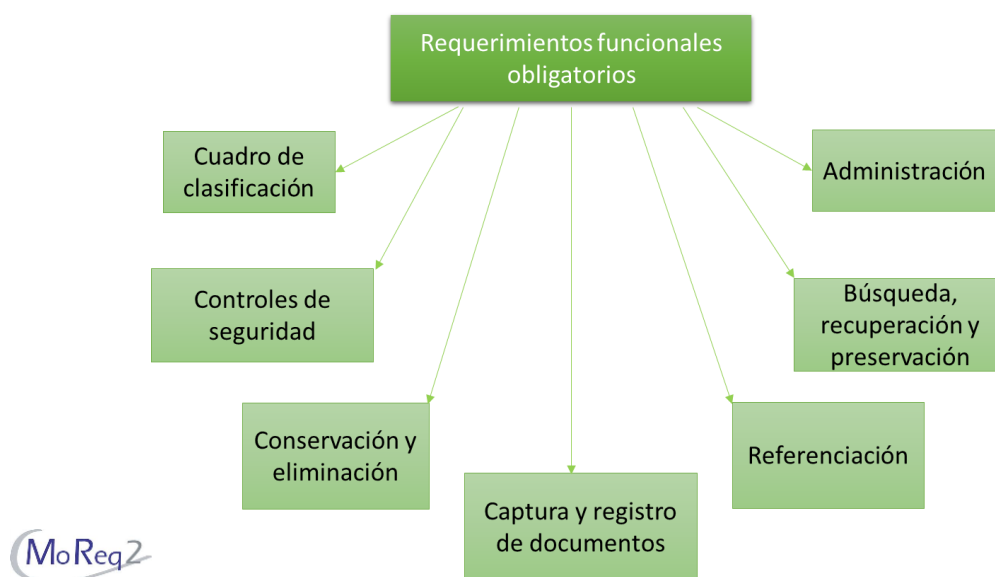 Requerimientos funcionales
obligatorios
Cuadro de
clasificación
Administración
Controles de
seguridad
Búsqueda,
recuperación y
preservación
Conservación y
eliminación
Referenciación
Captura y registro
de documentos
MoReq2